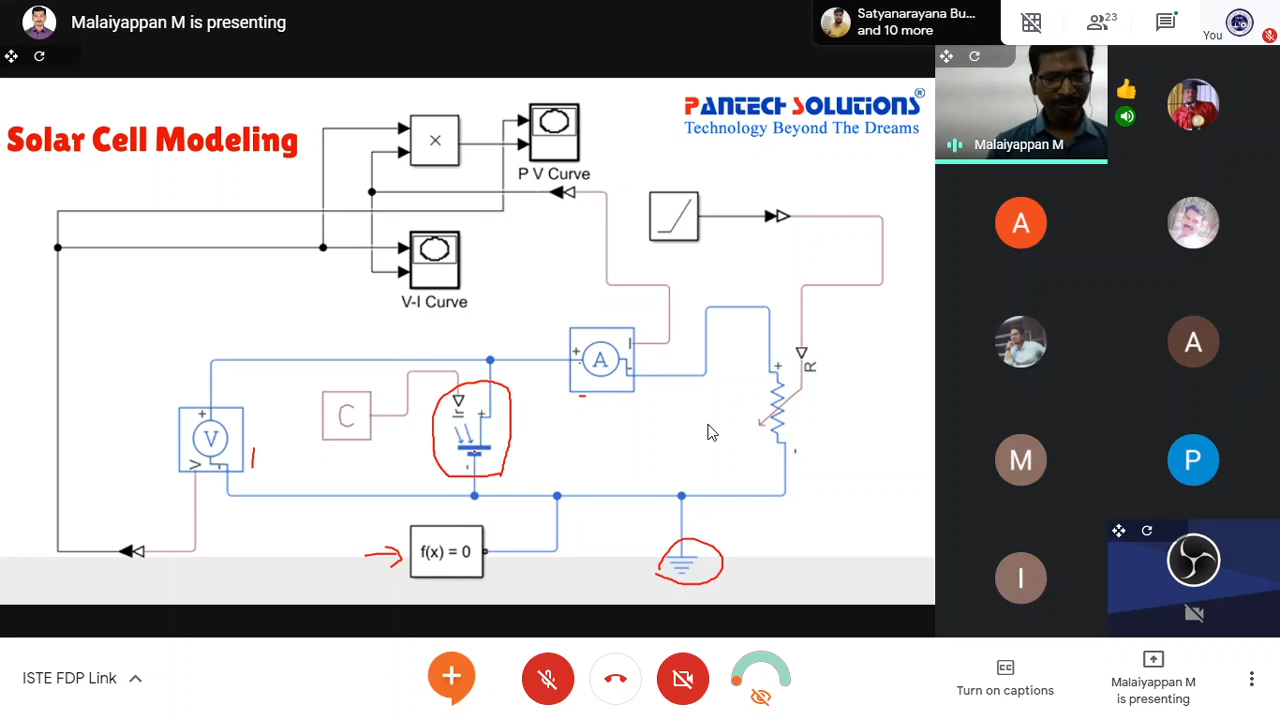 Malaiyappan M is presenting
Satyanarayana Bu...
and 10 more
23
You
Solar Cell Modeling
PANTECH SOLUTIONS®
Technology Beyond The Dreams
×
P V Curve
V-I Curve
Malaiyappan M
A
A
M
P
I
+
A
I
-
+
R
-
C
Ir
+
-
+
V
V
-
f(x) = 0
ISTE FDP Link
Turn on captions
Malaiyappan M
is presenting